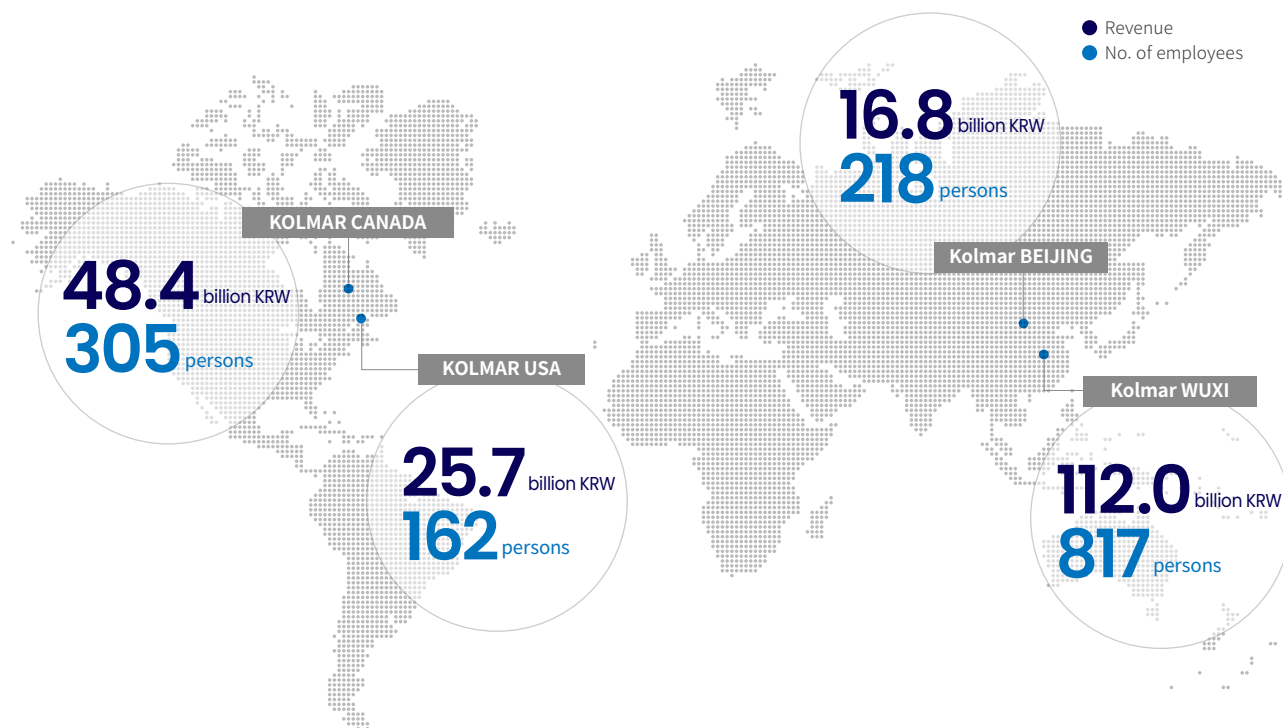 Revenue
No. of employees
KOLMAR CANADA
48.4 billion KRW
305 persons
KOLMAR USA
25.7 billion KRW
162 persons
16.8 billion KRW
218 persons
Kolmar BEIJING
Kolmar WUXI
112.0 billion KRW
817 persons